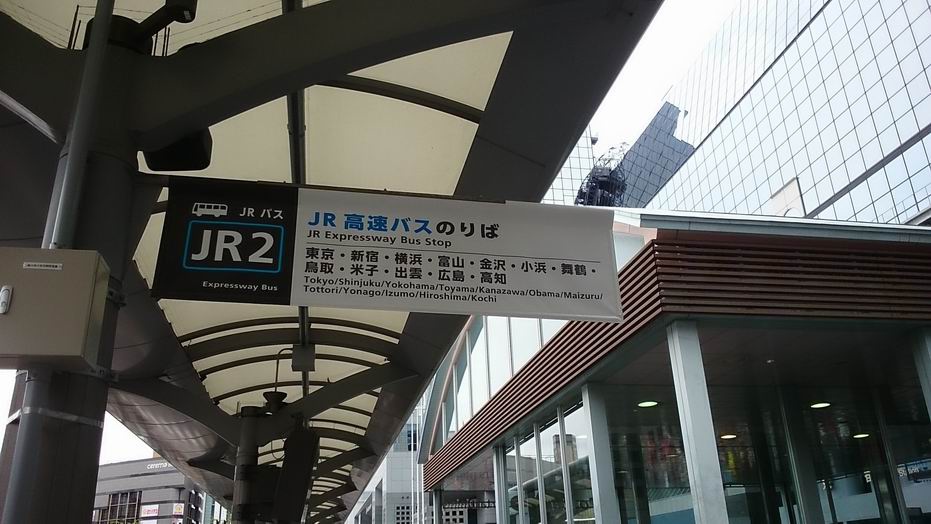 JR バス
JR2
Expressway Bus
JR 高速バスのりば
JR Expressway Bus Stop
東京・新宿・横浜・富山・金沢・小浜・舞鶴・
鳥取・米子・出雲・広島・高知
Tokyo/Shinjuku/Yokohama/Toyama/Kanazawa/Obama/Maizuru/
Tottori/Yonago/Izumo/Hiroshima/Kochi